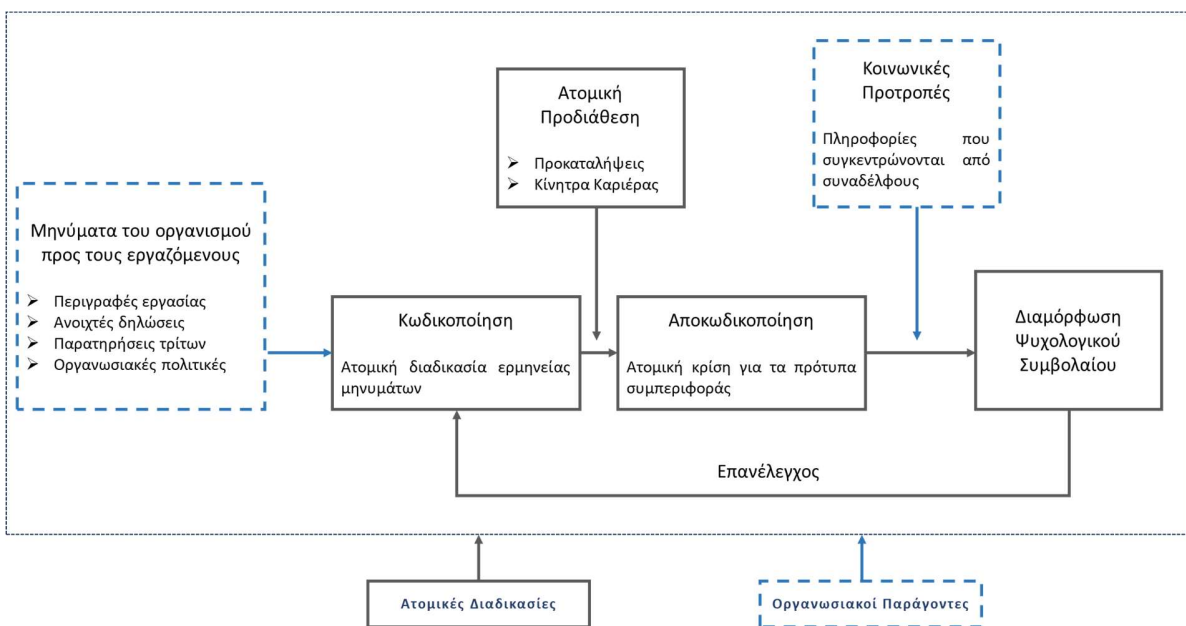 Κοινωνικές
Προτροπές
Πληροφορίες που
συγκεντρώνονται από
συναδέλφους
Ατομική
Προδιάθεση
➢ Προκαταλήψεις
➢ Κίνητρα Καριέρας
Μηνύματα του οργανισμού
προς τους εργαζόμενους
➢ Περιγραφές εργασίας
➢ Ανοιχτές δηλώσεις
➢ Παρατηρήσεις τρίτων
➢ Οργανωσιακές πολιτικές
Κωδικοποίηση
Ατομική διαδικασία ερμηνείας
μηνυμάτων
Αποκωδικοποίηση
Ατομική κρίση για τα πρότυπα
συμπεριφοράς
Διαμόρφωση
Ψυχολογικού
Συμβολαίου
Επανέλεγχος
Ατομικές Διαδικασίες
Οργανωσιακοί Παράγοντες